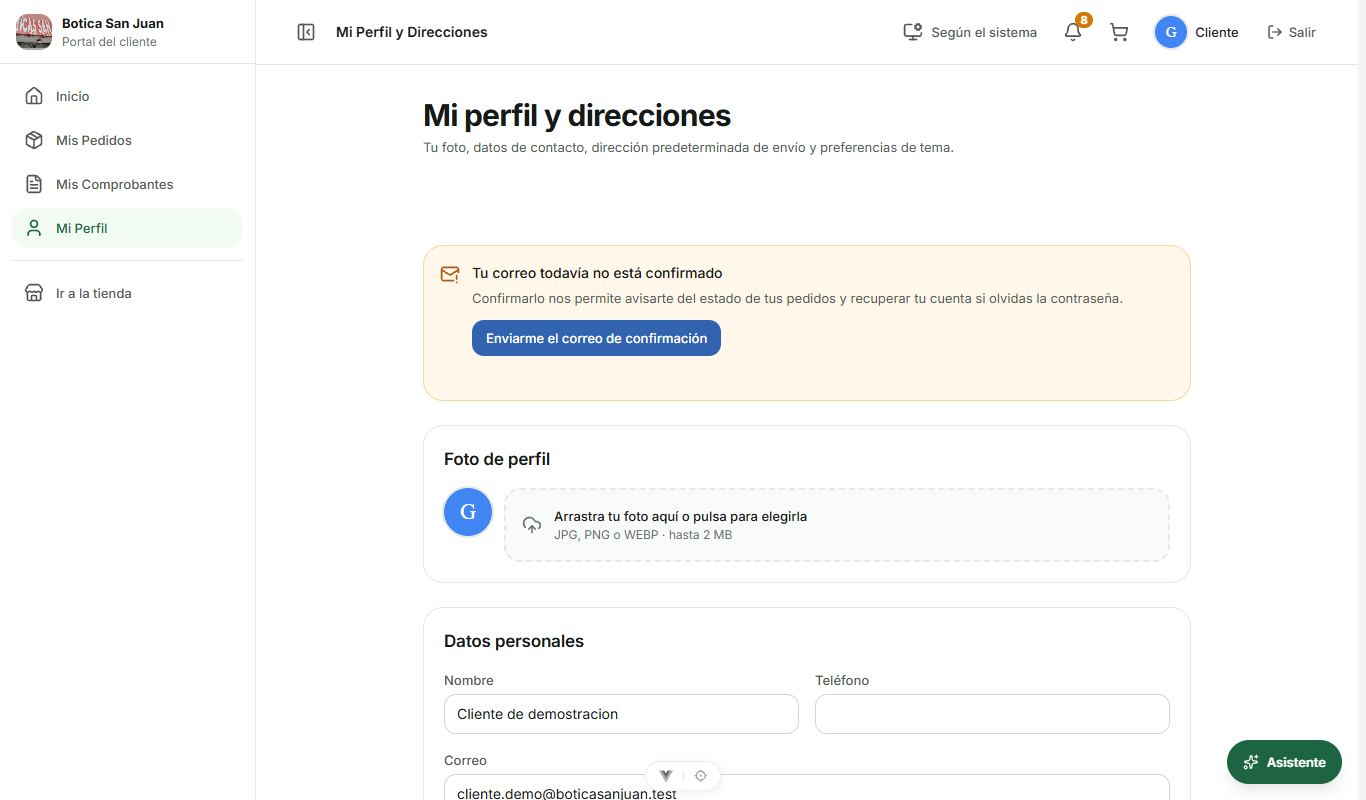 Botica San Juan
Portal del cliente
Mi Perfil y Direcciones
Según el sistema
8
G
Cliente
Salir
Inicio
Mis Pedidos
Mis Comprobantes
Mi Perfil
Ir a la tienda
Mi perfil y direcciones
Tu foto, datos de contacto, dirección predeterminada de envío y preferencias de tema.
Tu correo todavía no está confirmado
Confirmarlo nos permite avisarte del estado de tus pedidos y recuperar tu cuenta si olvidas la contraseña.
Enviarme el correo de confirmación
Foto de perfil
G
Arrastra tu foto aquí o pulsa para elegirla
JPG, PNG o WEBP · hasta 2 MB
Datos personales
Nombre
Teléfono
Cliente de demostracion
Correo
cliente.demo@boticasanjuan.test
Asistente